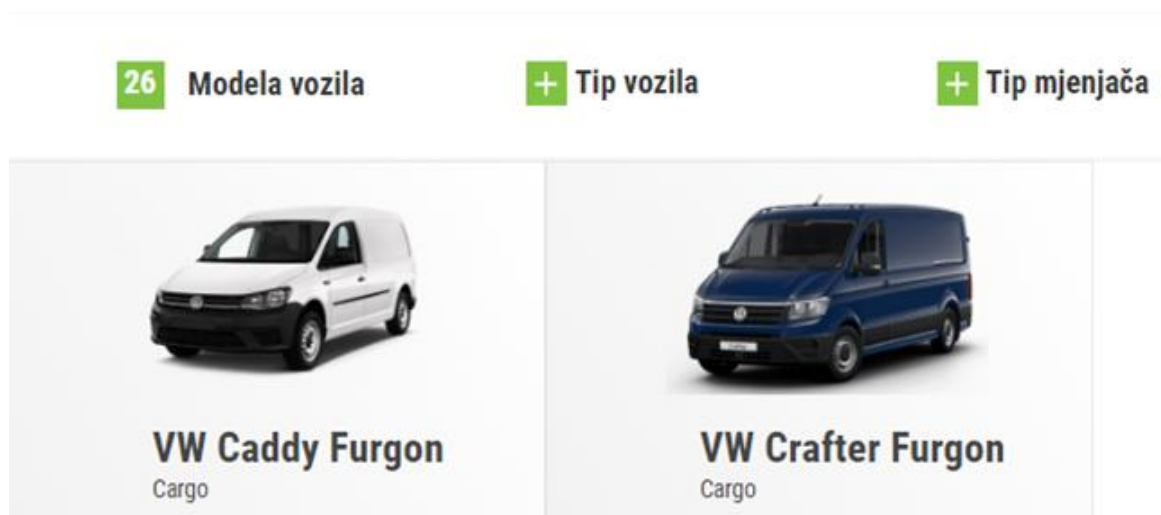 26 Modela vozila
+ Tip vozila
+ Tip mjenjača
VW Caddy Furgon
Cargo
VW Crafter Furgon
Cargo